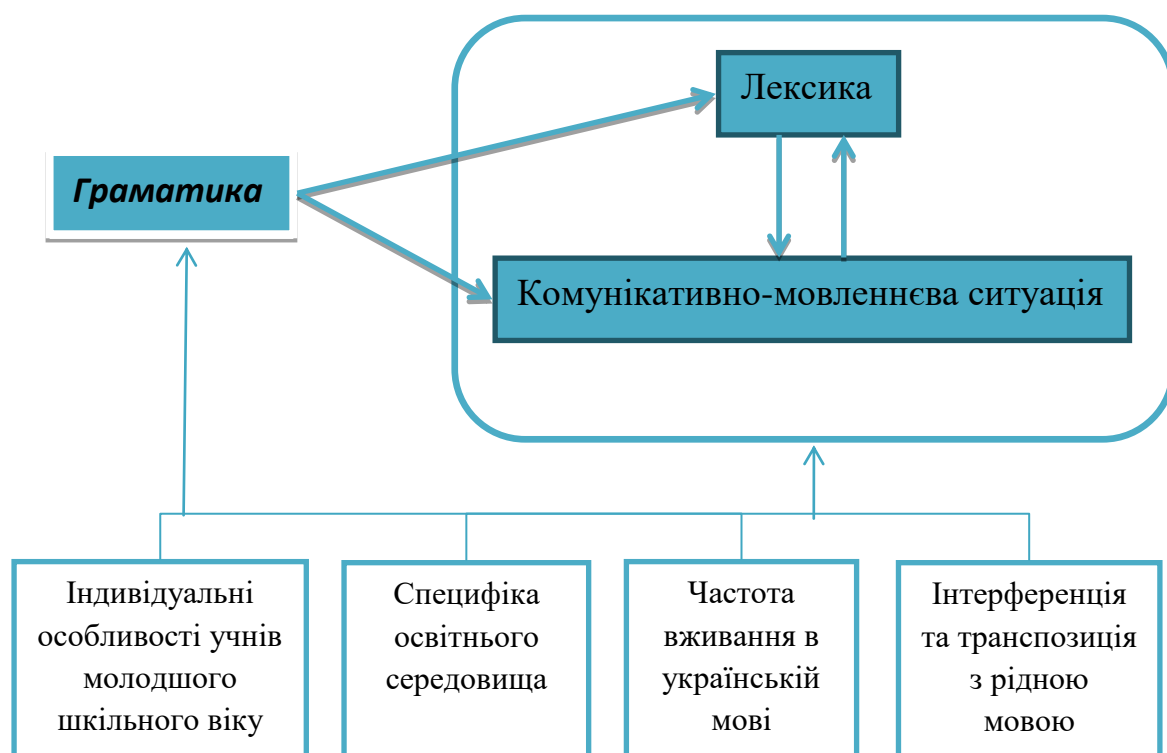 Лексика
Граматика
Комунікативно-мовленнєва ситуація
Індивідуальні
особливості учнів
молодшого
шкільного віку
Специфіка
освітнього
середовища
Частота
вживання в
українській
мові
Інтерференція
та транспозиція
з рідною
мовою